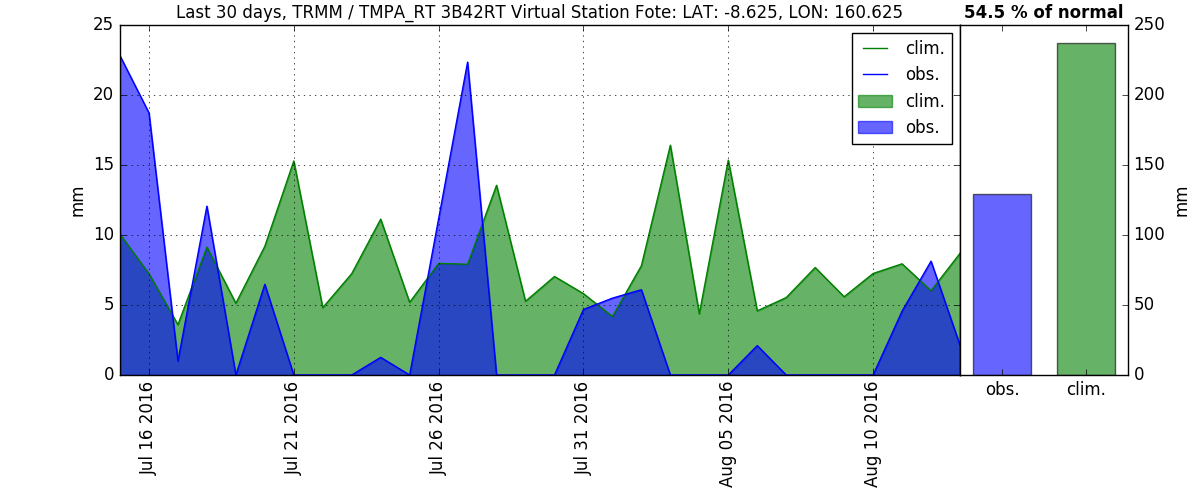 Last 30 days, TRMM / TMPA_RT 3B42RT Virtual Station Fote: LAT: -8.625, LON: 160.625
54.5 % of normal
25
20
15
10
5
0
mm
clim.
obs.
clim.
obs.
Jul 16 2016
Jul 21 2016
Jul 26 2016
Jul 31 2016
Aug 05 2016
Aug 10 2016
250
200
150
100
50
0
mm
obs.
clim.